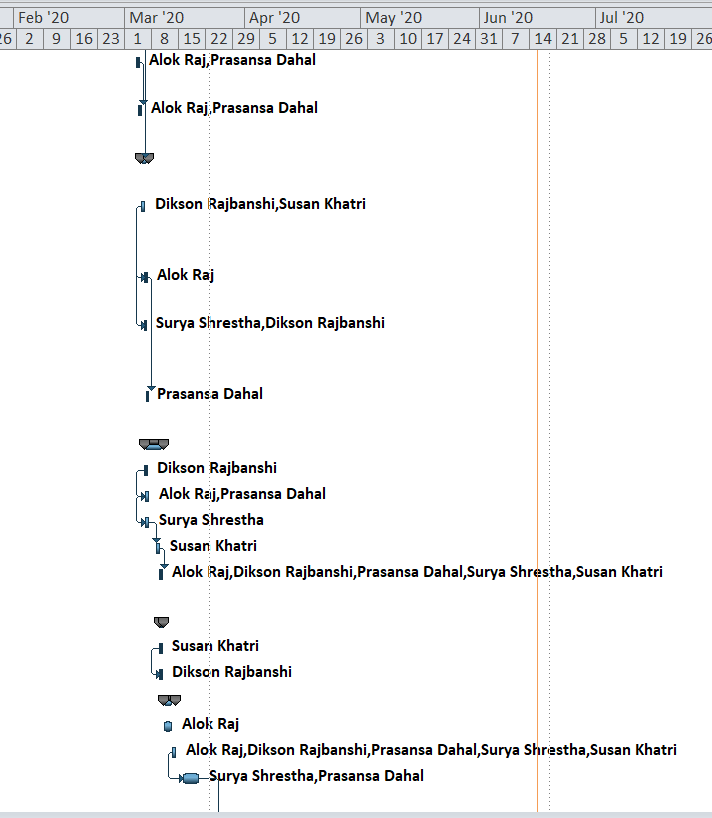 Feb '20 Mar '20 Apr '20 May '20 Jun '20 Jul '20
26 2 9 16 23 1 8 15 22 29 5 12 19 26 3 10 17 24 31 7 14 21 28 5 12 19 26
Alok Raj,Prasansa Dahal
Alok Raj,Prasansa Dahal
Dikson Rajbanshi,Susan Khatri
Alok Raj
Surya Shrestha,Dikson Rajbanshi
Prasansa Dahal
Dikson Rajbanshi
Alok Raj,Prasansa Dahal
Surya Shrestha
Susan Khatri
Alok Raj,Dikson Rajbanshi,Prasansa Dahal,Surya Shrestha,Susan Khatri
Susan Khatri
Dikson Rajbanshi
Alok Raj
Alok Raj,Dikson Rajbanshi,Prasansa Dahal,Surya Shrestha,Susan Khatri
Surya Shrestha,Prasansa Dahal